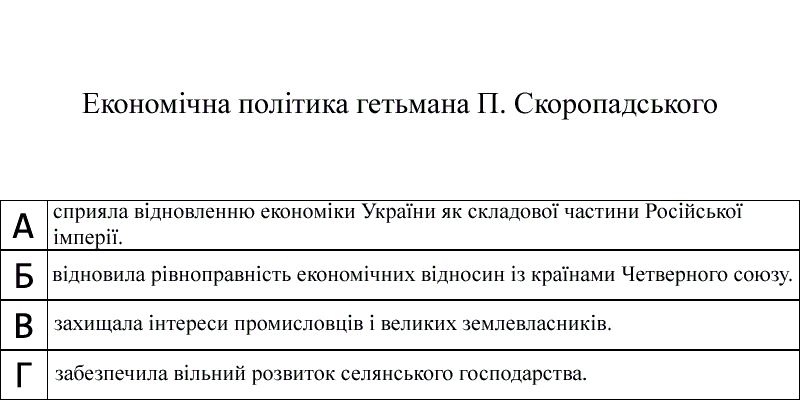 Економічна політика гетьмана П. Скоропадського
А
сприяла відновленню економіки України як складової частини Російської
імперії.
Б
відновила рівноправність економічних відносин із країнами Четверного союзу.
В
захищала інтереси промисловців і великих землевласників.
Г
забезпечила вільний розвиток селянського господарства.